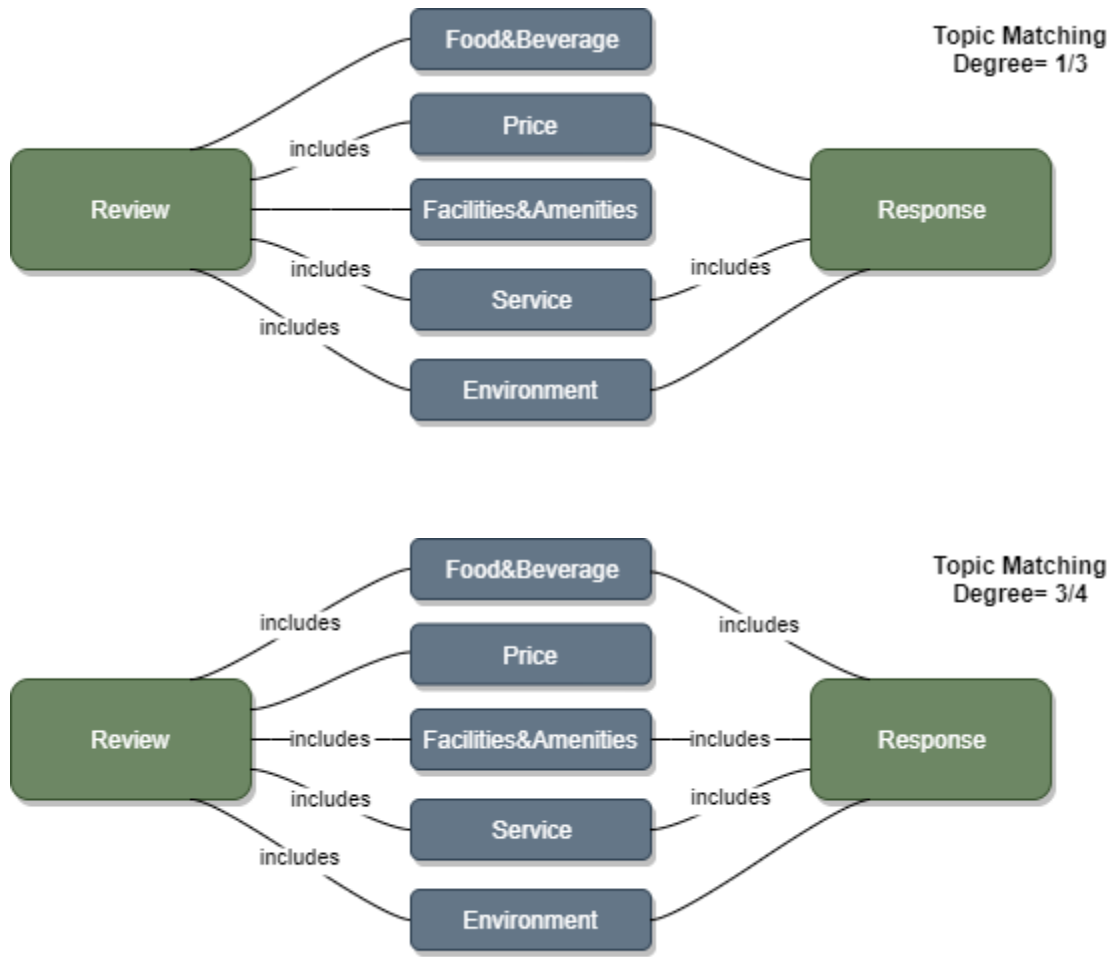 Food&Beverage
Topic Matching
Degree= 1/3
Price
includes
Review
Facilities&Amenities
Response
includes
Service
includes
includes
Environment
Food&Beverage
Topic Matching
Degree= 3/4
includes
includes
Price
Review
includes
Facilities&Amenities
includes
Response
includes
Service
includes
includes
Environment